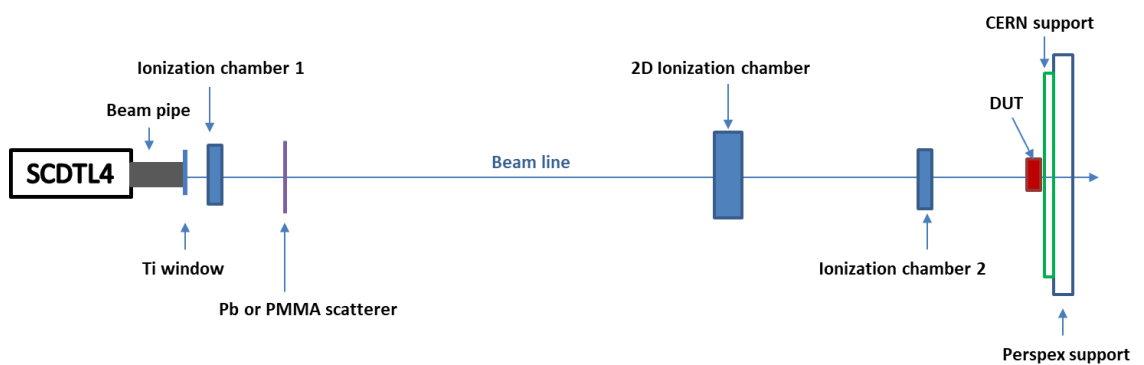 CERN support
Ionization chamber 1
2D Ionization chamber
Beam pipe
DUT
Beam line
SCDTL4
Ti window
Ionization chamber 2
Pb or PMMA scatterer
Perspex support